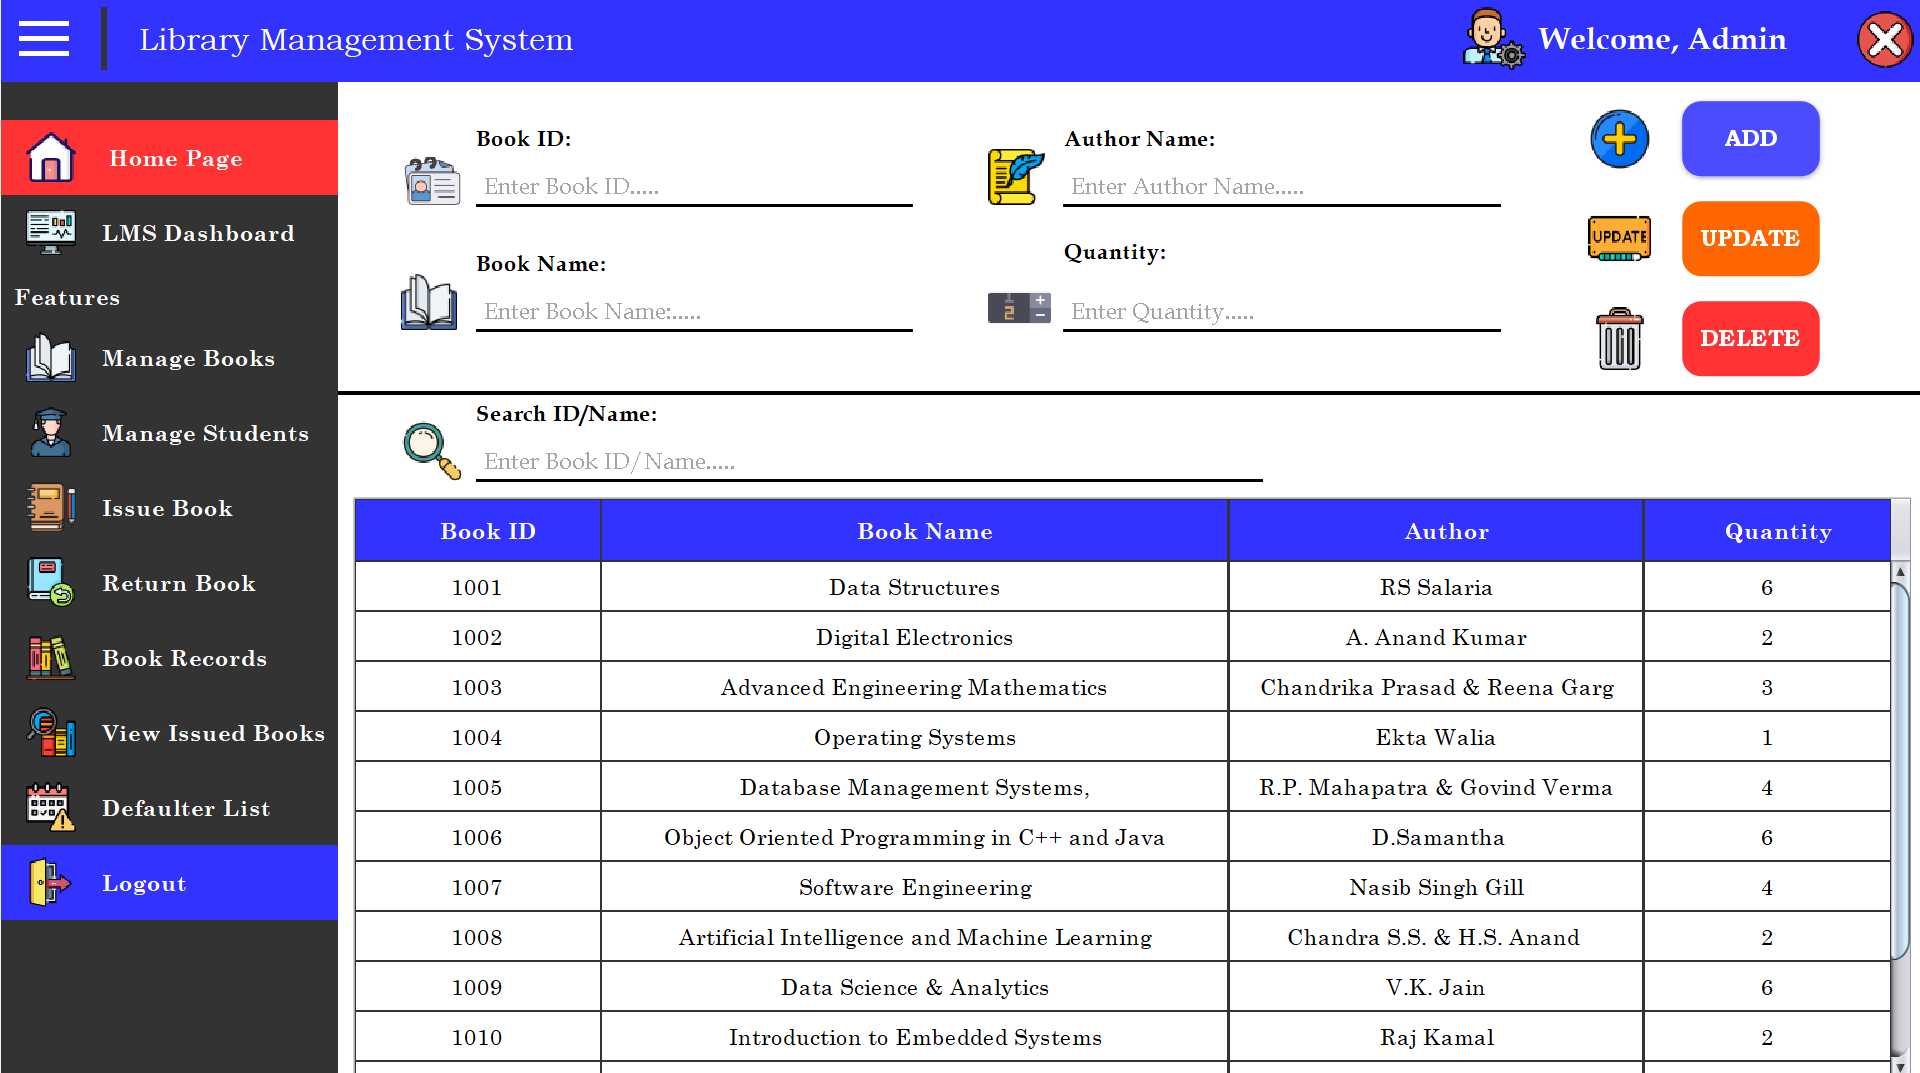 Library Management System
Welcome, Admin
Home Page
LMS Dashboard
Features
Manage Books
Manage Students
Issue Book
Return Book
Book Records
View Issued Books
Defaulter List
Logout
Book ID:
Enter Book ID.....
Author Name:
Enter Author Name.....
Book Name:
Enter Book Name:.....
Quantity:
2 + −
Enter Quantity.....
ADD
UPDATE UPDATE
DELETE
Search ID/Name:
Enter Book ID/Name.....
Book ID Book Name Author Quantity
1001 Data Structures RS Salaria 6
1002 Digital Electronics A. Anand Kumar 2
1003 Advanced Engineering Mathematics Chandrika Prasad & Reena Garg 3
1004 Operating Systems Ekta Walia 1
1005 Database Management Systems, R.P. Mahapatra & Govind Verma 4
1006 Object Oriented Programming in C++ and Java D.Samantha 6
1007 Software Engineering Nasib Singh Gill 4
1008 Artificial Intelligence and Machine Learning Chandra S.S. & H.S. Anand 2
1009 Data Science & Analytics V.K. Jain 6
1010 Introduction to Embedded Systems Raj Kamal 2